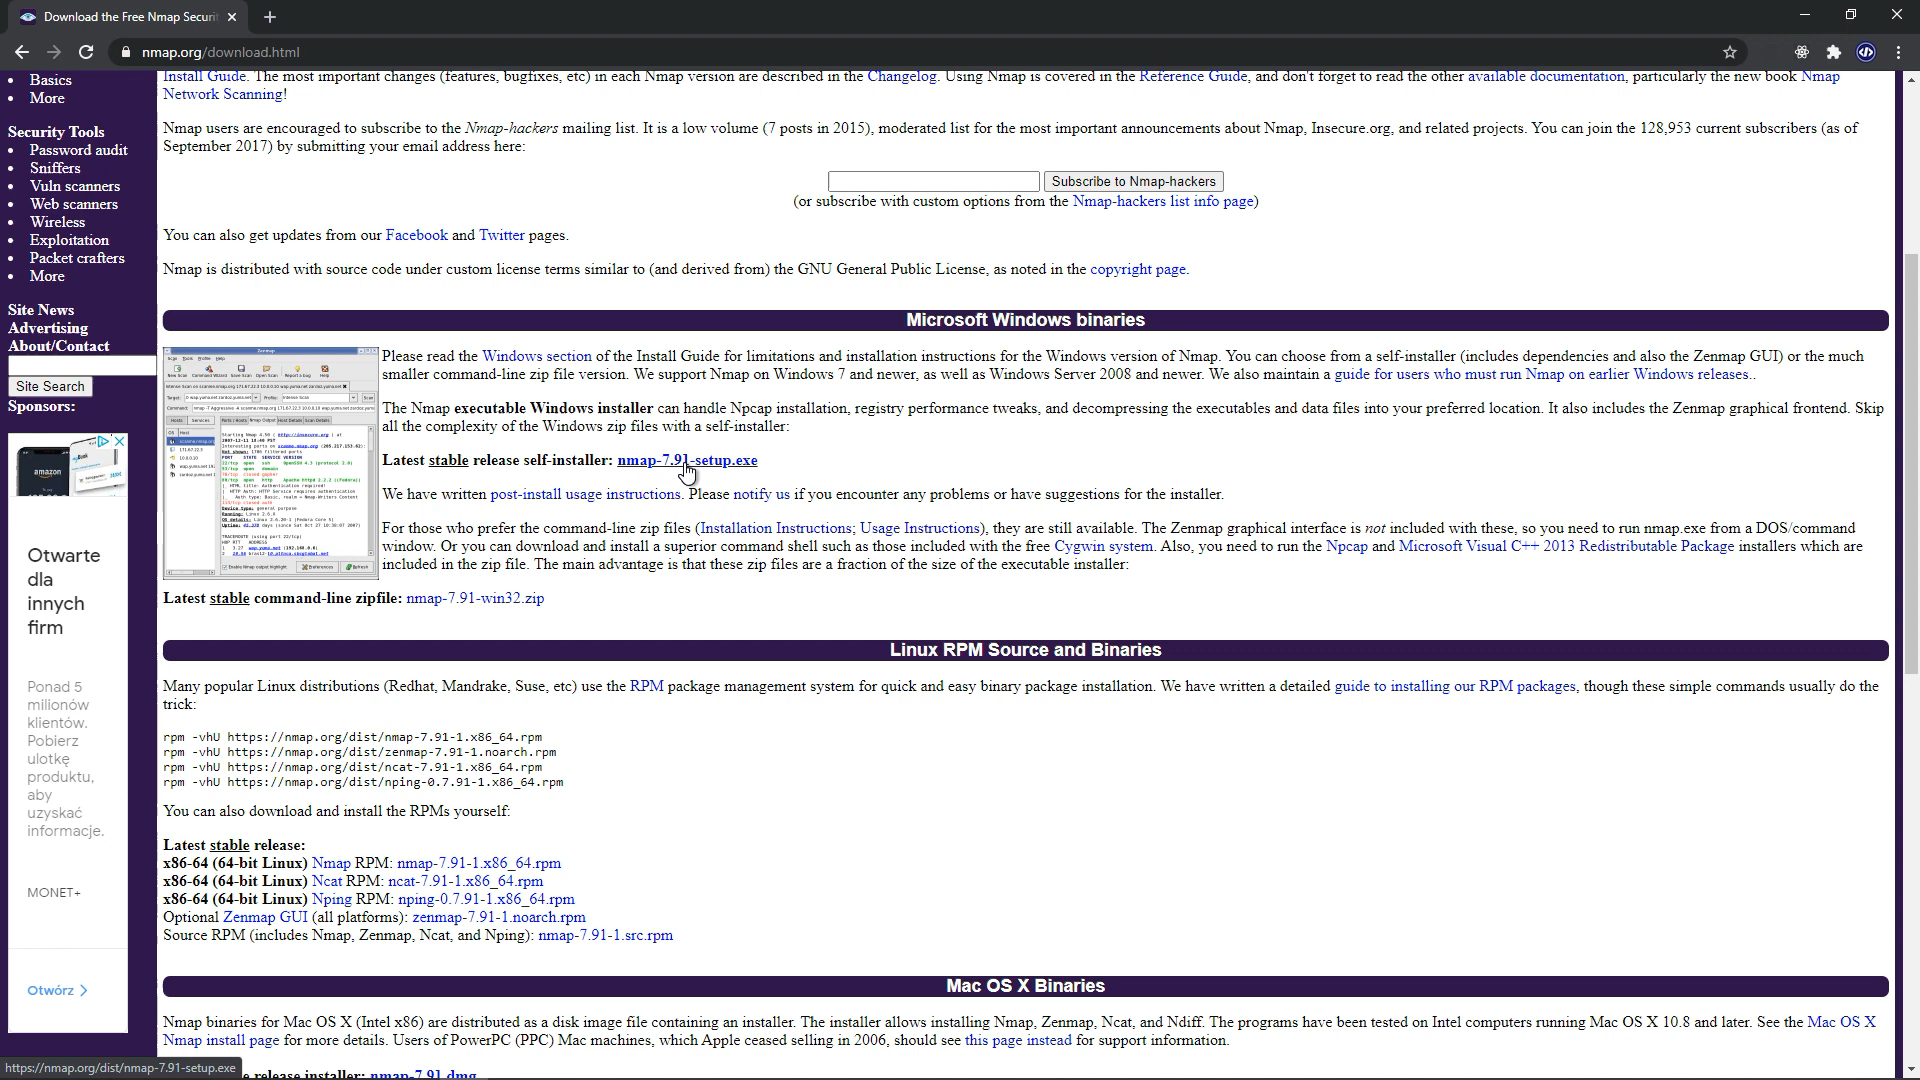 Download the Free Nmap Securi
nmap.org/download.html
Basics
More
Security Tools
Password audit
Sniffers
Vuln scanners
Web scanners
Wireless
Exploitation
Packet crafters
More
Site News
Advertising
About/Contact
Site Search
Sponsors:
amazon
Otwarte
dla
innych
firm
Ponad 5
milionów
klientów.
Pobierz
ulotkę
produktu,
aby
uzyskać
informacje.
MONET+
Otwórz >
Install Guide. The most important changes (features, bugfixes, etc) in each Nmap version are described in the Changelog. Using Nmap is covered in the Reference Guide, and don't forget to read the other available documentation, particularly the new book Nmap
Network Scanning!
Nmap users are encouraged to subscribe to the Nmap-hackers mailing list. It is a low volume (7 posts in 2015), moderated list for the most important announcements about Nmap, Insecure.org, and related projects. You can join the 128,953 current subscribers (as of
September 2017) by submitting your email address here:
Subscribe to Nmap-hackers
(or subscribe with custom options from the Nmap-hackers list info page)
You can also get updates from our Facebook and Twitter pages.
Nmap is distributed with source code under custom license terms similar to (and derived from) the GNU General Public License, as noted in the copyright page.
Microsoft Windows binaries
Please read the Windows section of the Install Guide for limitations and installation instructions for the Windows version of Nmap. You can choose from a self-installer (includes dependencies and also the Zenmap GUI) or the much
smaller command-line zip file version. We support Nmap on Windows 7 and newer, as well as Windows Server 2008 and newer. We also maintain a guide for users who must run Nmap on earlier Windows releases..
The Nmap executable Windows installer can handle Npcap installation, registry performance tweaks, and decompressing the executables and data files into your preferred location. It also includes the Zenmap graphical frontend. Skip
all the complexity of the Windows zip files with a self-installer:
Latest stable release self-installer: nmap-7.91-setup.exe
We have written post-install usage instructions. Please notify us if you encounter any problems or have suggestions for the installer.
For those who prefer the command-line zip files (Installation Instructions; Usage Instructions), they are still available. The Zenmap graphical interface is not included with these, so you need to run nmap.exe from a DOS/command
window. Or you can download and install a superior command shell such as those included with the free Cygwin system. Also, you need to run the Npcap and Microsoft Visual C++ 2013 Redistributable Package installers which are
included in the zip file. The main advantage is that these zip files are a fraction of the size of the executable installer:
Latest stable command-line zipfile: nmap-7.91-win32.zip
Linux RPM Source and Binaries
Many popular Linux distributions (Redhat, Mandrake, Suse, etc) use the RPM package management system for quick and easy binary package installation. We have written a detailed guide to installing our RPM packages, though these simple commands usually do the
trick:
rpm -vhU https://nmap.org/dist/nmap-7.91-1.x86_64.rpm
rpm -vhU https://nmap.org/dist/zenmap-7.91-1.noarch.rpm
rpm -vhU https://nmap.org/dist/ncat-7.91-1.x86_64.rpm
rpm -vhU https://nmap.org/dist/nping-0.7.91-1.x86_64.rpm
You can also download and install the RPMs yourself:
Latest stable release:
x86-64 (64-bit Linux) Nmap RPM: nmap-7.91-1.x86_64.rpm
x86-64 (64-bit Linux) Ncat RPM: ncat-7.91-1.x86_64.rpm
x86-64 (64-bit Linux) Nping RPM: nping-0.7.91-1.x86_64.rpm
Optional Zenmap GUI (all platforms): zenmap-7.91-1.noarch.rpm
Source RPM (includes Nmap, Zenmap, Ncat, and Nping): nmap-7.91-1.src.rpm
Mac OS X Binaries
Nmap binaries for Mac OS X (Intel x86) are distributed as a disk image file containing an installer. The installer allows installing Nmap, Zenmap, Ncat, and Ndiff. The programs have been tested on Intel computers running Mac OS X 10.8 and later. See the Mac OS X
Nmap install page for more details. Users of PowerPC (PPC) Mac machines, which Apple ceased selling in 2006, should see this page instead for support information.
release installer: nmap-7.91.dmg
https://nmap.org/dist/nmap-7.91-setup.exe